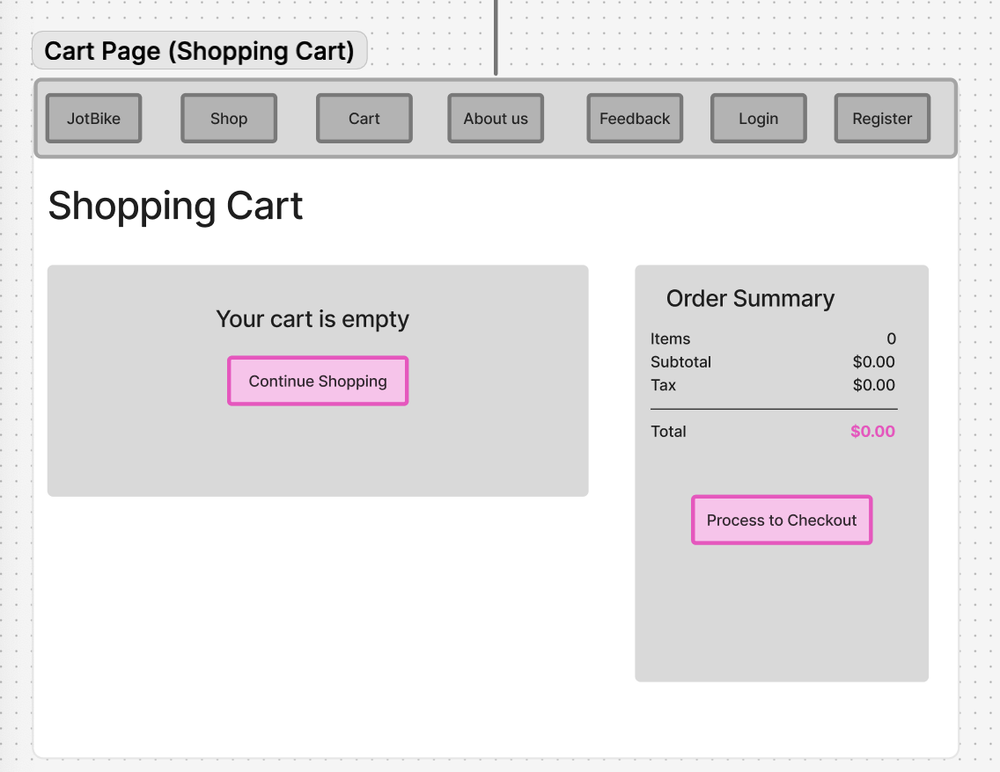 Cart Page (Shopping Cart)
JotBike Shop Cart About us Feedback Login Register
Shopping Cart
Your cart is empty
Continue Shopping
Order Summary
Items 0
Subtotal $0.00
Tax $0.00
Total $0.00
Process to Checkout